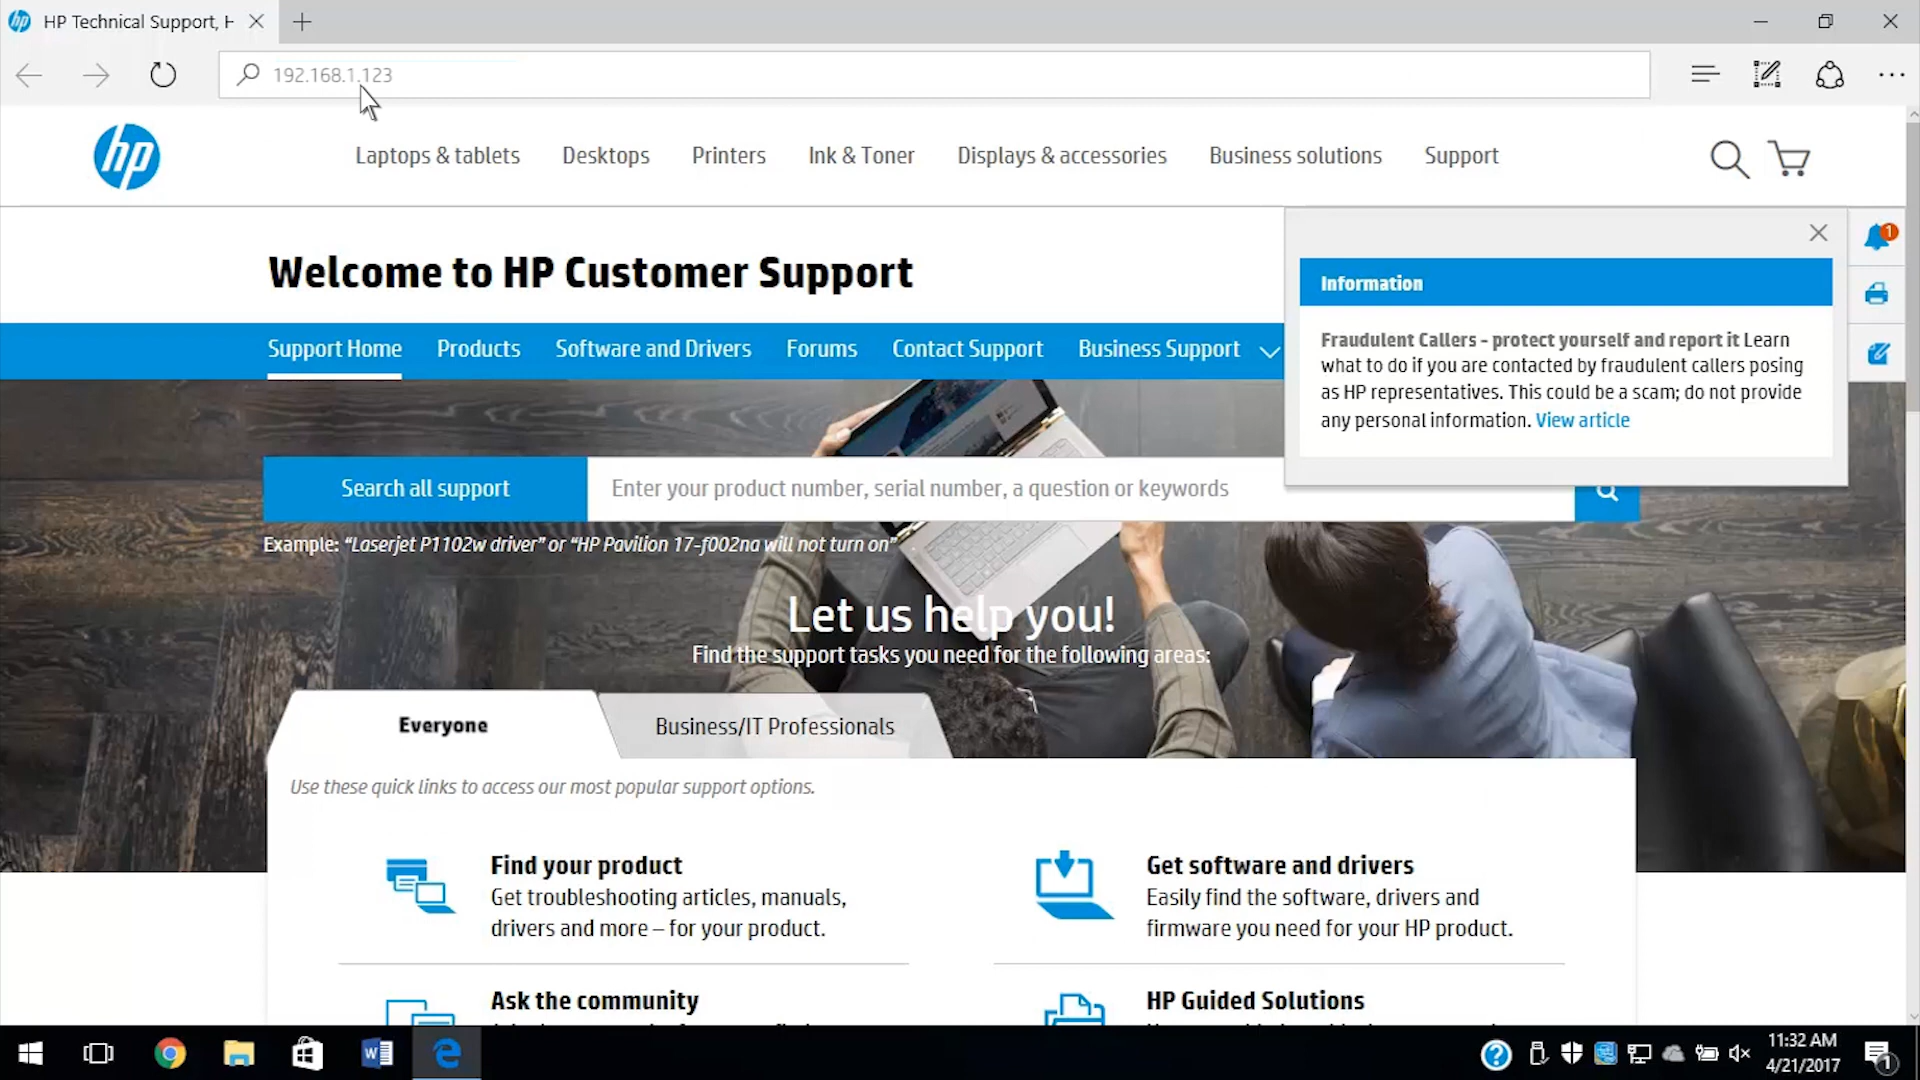 HP Technical Support, H
192.168.1.123
hp
Laptops & tablets Desktops Printers Ink & Toner Displays & accessories Business solutions Support
Welcome to HP Customer Support
1
Information
Fraudulent Callers - protect yourself and report it Learn
what to do if you are contacted by fraudulent callers posing
as HP representatives. This could be a scam; do not provide
any personal information. View article
Support Home Products Software and Drivers Forums Contact Support Business Support
Search all support Enter your product number, serial number, a question or keywords
Example: “Laserjet P1102w driver” or “HP Pavilion 17-f002na will not turn on”
Let us help you!
Find the support tasks you need for the following areas:
Everyone Business/IT Professionals
Use these quick links to access our most popular support options.
Find your product
Get troubleshooting articles, manuals,
drivers and more – for your product.
Get software and drivers
Easily find the software, drivers and
firmware you need for your HP product.
Ask the community
HP Guided Solutions
11:32 AM
4/21/2017
1